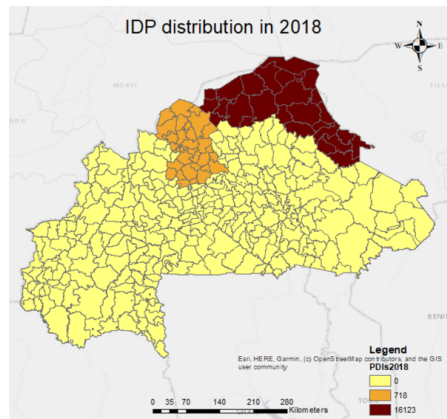 IDP distribution in 2018
N
W E
S
MOPTI
BENI
Esri, HERE, Garmin, (c) OpenStreetMap contributors, and the GIS
user community
Legend
PDIs2018
0
718
16123
0 35 70 140 210 280
Kilometers